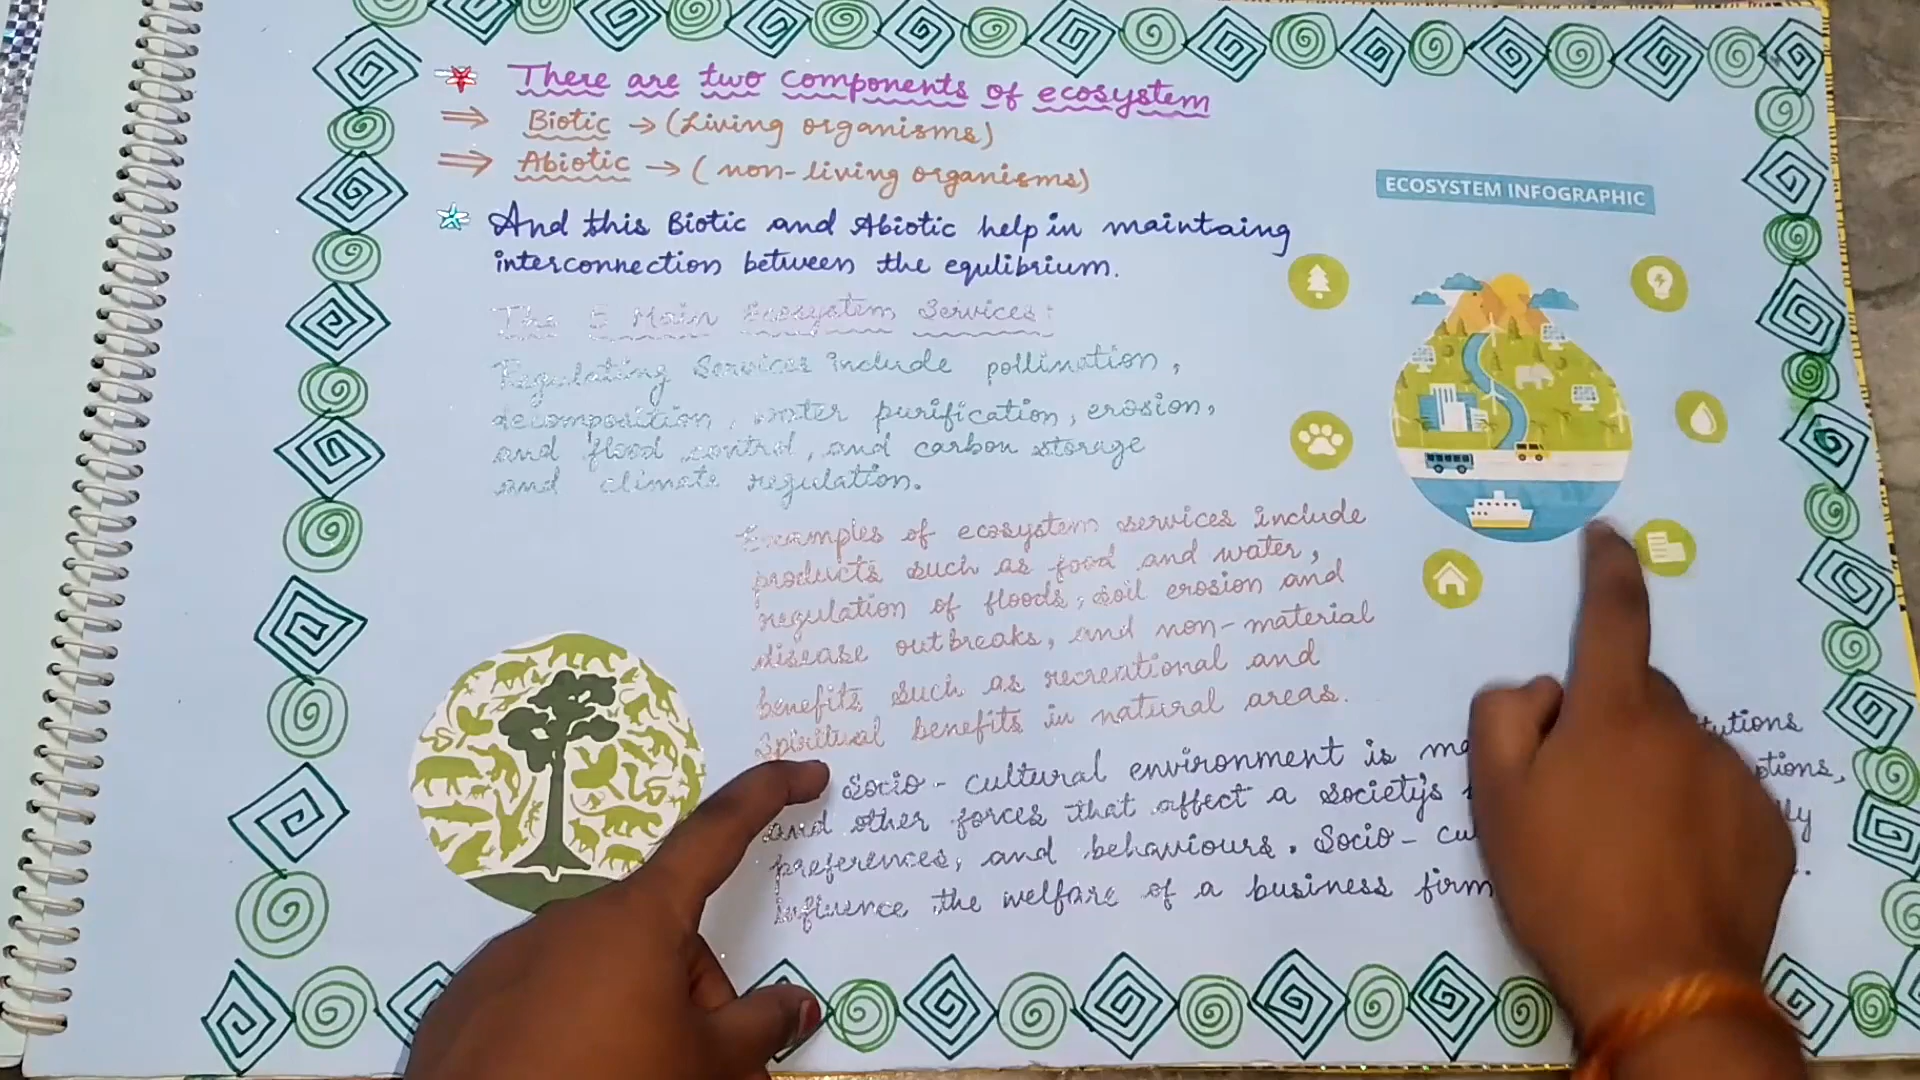 There are two components of ecosystem
⇒ Biotic → (Living organisms)
⇒ Abiotic → (non-living organisms)
And this Biotic and Abiotic help in maintaing
interconnection between the equlibrium.
ECOSYSTEM INFOGRAPHIC
The 5 Main Ecosystem Services:
Regulating Services include pollination,
decomposition, water purification, erosion,
and flood control, and carbon storage
and climate regulation.
Examples of ecosystem services include
products such as food and water,
regulation of floods, soil erosion and
disease outbreaks, and non-material
benefits such as recreational and
Spiritual benefits in natural areas.
Socio-cultural environment is
and other forces that affect a society's
preferences, and behaviours. Socio-
influence the welfare of a business firm